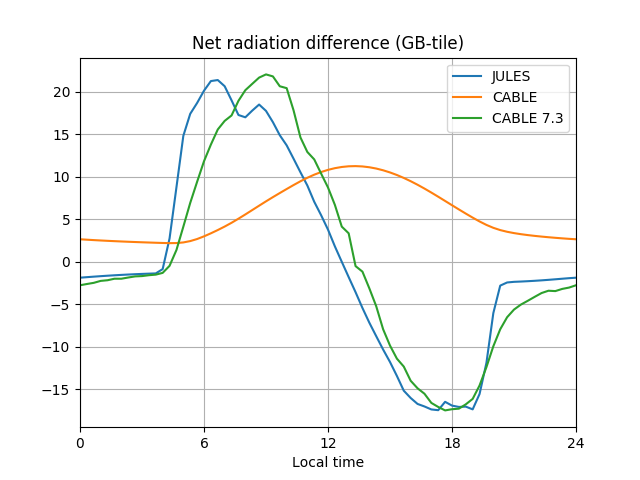 Net radiation difference (GB-tile)
JULES
CABLE
CABLE 7.3
20
15
10
5
0
−5
−10
−15
0 6 12 18 24
Local time